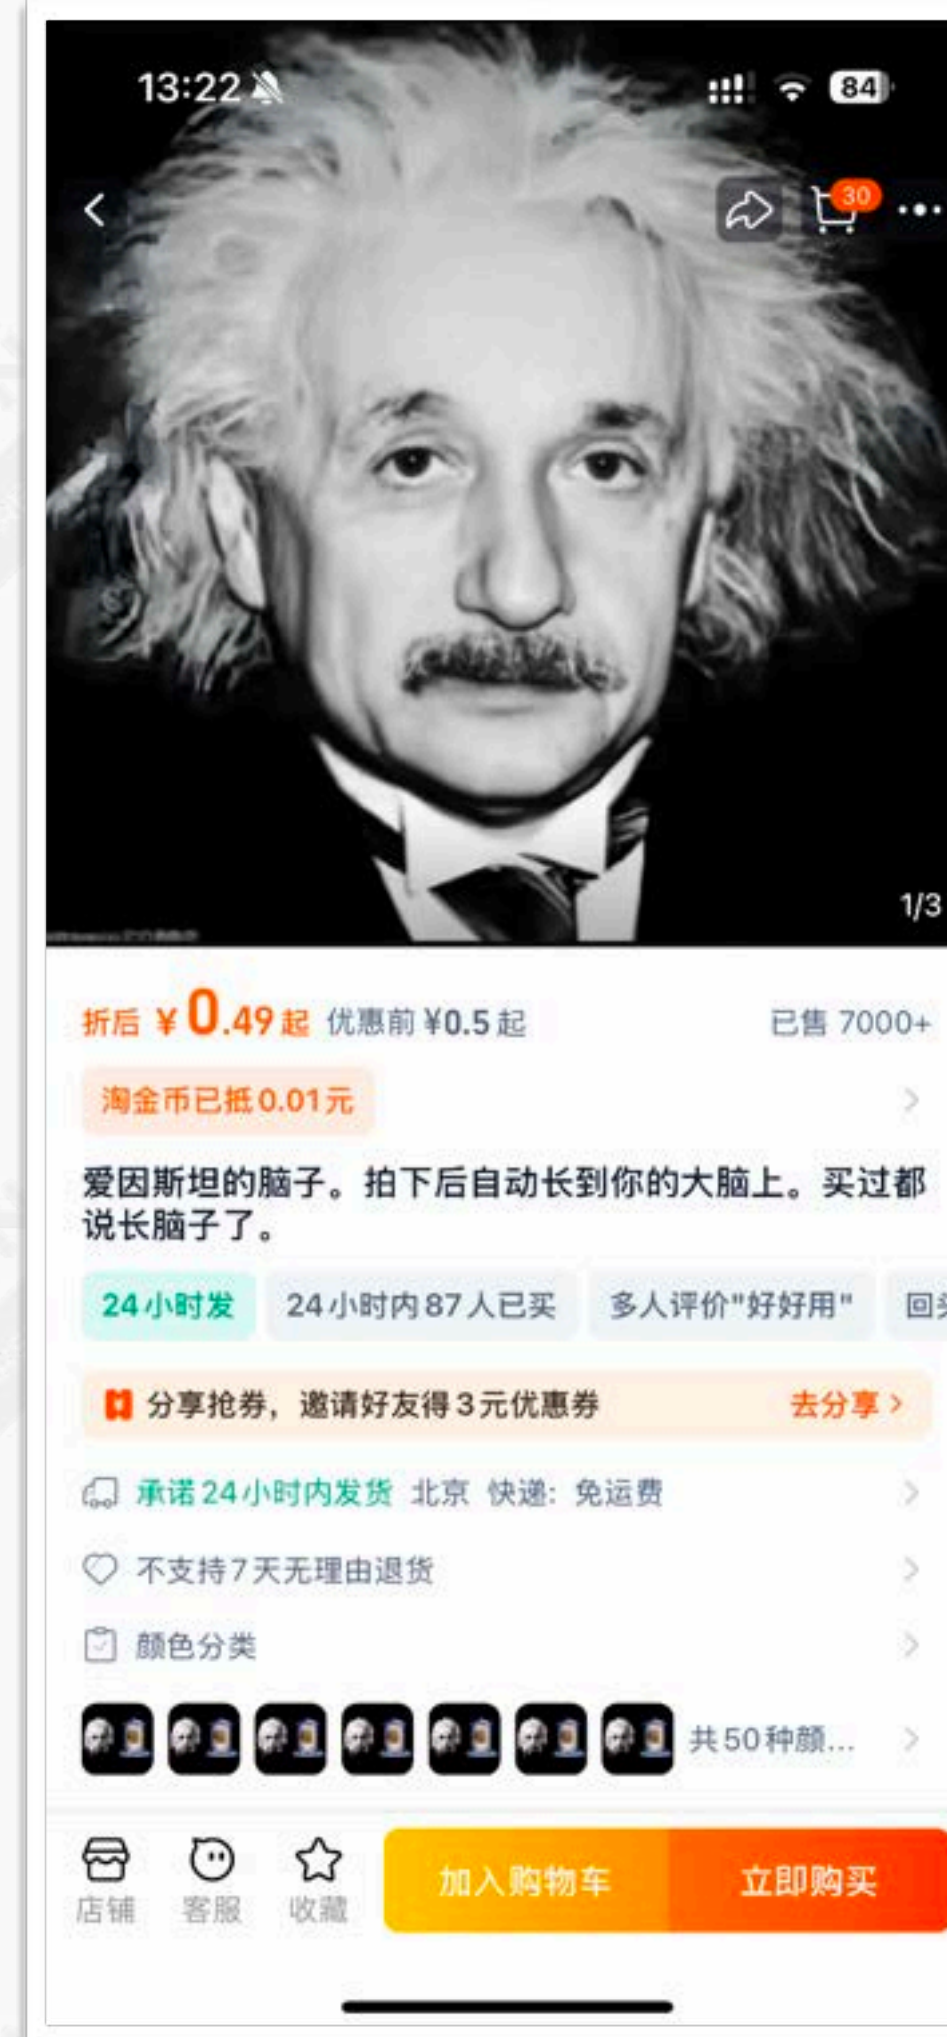 13:22
84
30
1/3
折后 ¥0.49起 优惠前 ¥0.5起 已售 7000+
淘金币已抵0.01元
爱因斯坦的脑子。拍下后自动长到你的大脑上。买过都
说长脑子了。
24小时发 24小时内87人已买 多人评价"好好用" 回
分享抢券，邀请好友得3元优惠券 去分享
承诺24小时内发货 北京 快递: 免运费
不支持7天无理由退货
颜色分类
共50种颜...
店铺 客服 收藏 加入购物车 立即购买